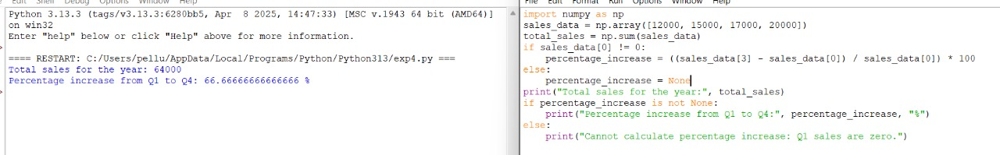 Edit Shell Debug Options Window Help
Python 3.13.3 (tags/v3.13.3:6280bb5, Apr  8 2025, 14:47:33) [MSC v.1943 64 bit (AMD64)]
on win32
Enter "help" below or click "Help" above for more information.
==== RESTART: C:/Users/pellu/AppData/Local/Programs/Python/Python313/exp4.py ===
Total sales for the year: 64000
Percentage increase from Q1 to Q4: 66.66666666666666 %
File Edit Format Run Options Window Help
import numpy as np
sales_data = np.array([12000, 15000, 17000, 20000])
total_sales = np.sum(sales_data)
if sales_data[0] != 0:
    percentage_increase = ((sales_data[3] - sales_data[0]) / sales_data[0]) * 100
else:
    percentage_increase = None
print("Total sales for the year:", total_sales)
if percentage_increase is not None:
    print("Percentage increase from Q1 to Q4:", percentage_increase, "%")
else:
    print("Cannot calculate percentage increase: Q1 sales are zero.")